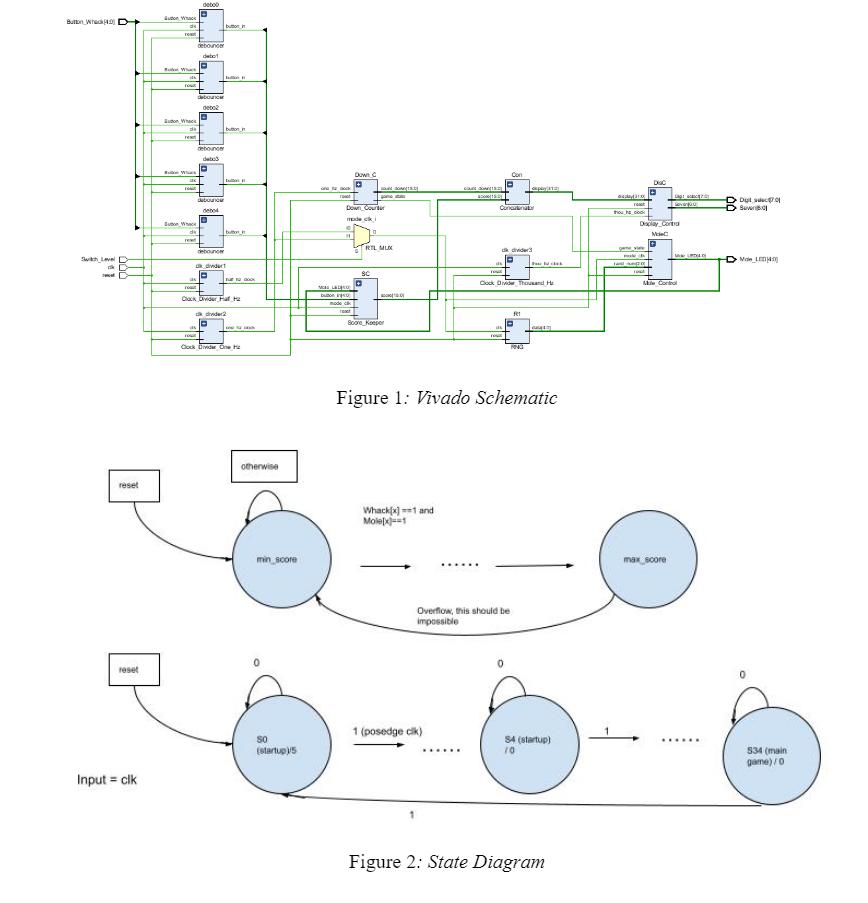 debo0
Button_Whack[4:0]
Button_Whack
clk
reset
button_in
debouncer
debo1
Button_Whack
clk
reset
button_in
debouncer
debo2
Button_Whack
clk
reset
button_in
debouncer
debo3
Button_Whack
clk
reset
button_in
debouncer
debo4
Button_Whack
clk
reset
button_in
debouncer
Switch_Level
clk
reset
clk_divider1
clk
reset
half_hz_clock
Clock_Divider_Half_Hz
clk_divider2
clk
reset
one_hz_clock
Clock_Divider_One_Hz
Down_C
one_hz_clock
reset
count_down[15:0]
game_state
Down_Counter
mode_clk_i
I0
I1
S
O
RTL_MUX
SC
Mole_LED[4:0]
button_in[4:0]
mode_clk
reset
score[15:0]
Score_Keeper
Con
count_down[15:0]
score[15:0]
display[31:0]
Concatenator
clk_divider3
clk
reset
thou_hz_clock
Clock_Divider_Thousand_Hz
R1
clk
reset
data[4:0]
RNG
DisC
display[31:0]
reset
thou_hz_clock
Digit_select[7:0]
Seven[6:0]
Display_Control
MoleC
game_state
mode_clk
rand_num[2:0]
reset
Mole_LED[4:0]
Mole_Control
Digit_select[7:0]
Seven[6:0]
Mole_LED[4:0]
Figure 1: Vivado Schematic
otherwise
reset
Whack[x] ==1 and
Mole[x]==1
min_score
......
max_score
Overflow, this should be
impossible
reset
0
0
0
S0
(startup)/5
1 (posedge clk)
......
S4 (startup)
/ 0
1
......
S34 (main
game) / 0
Input = clk
1
Figure 2: State Diagram